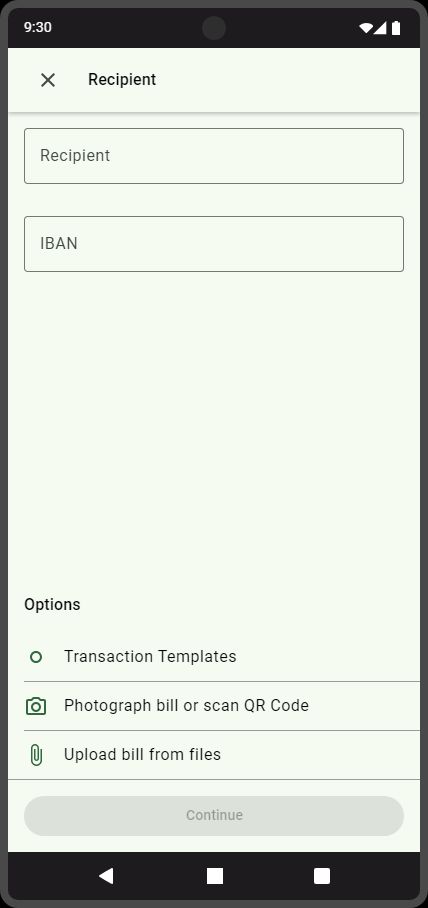 9:30
Recipient
Recipient
IBAN
Options
Transaction Templates
Photograph bill or scan QR Code
Upload bill from files
Continue